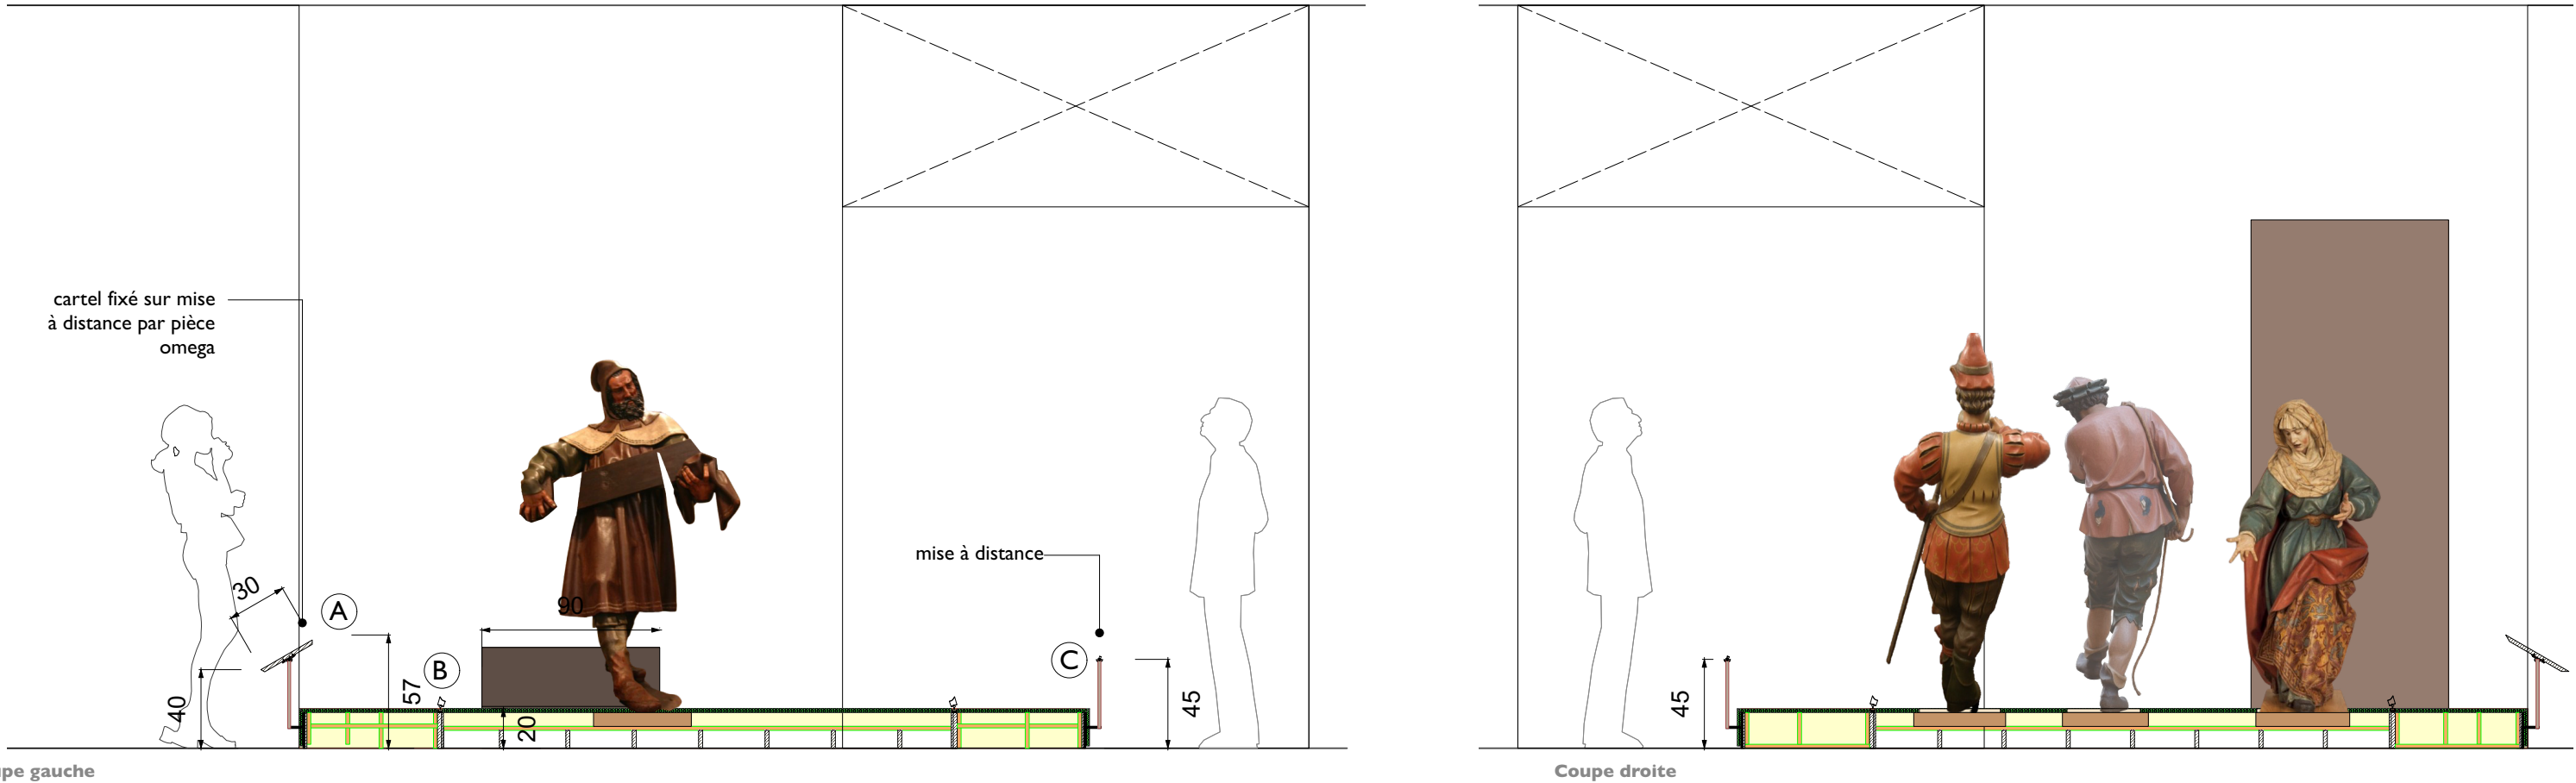 cartel fixé sur mise
à distance par pièce
omega
30
A
40
57
B
90
20
mise à distance
C
45
45
upe gauche
Coupe droite